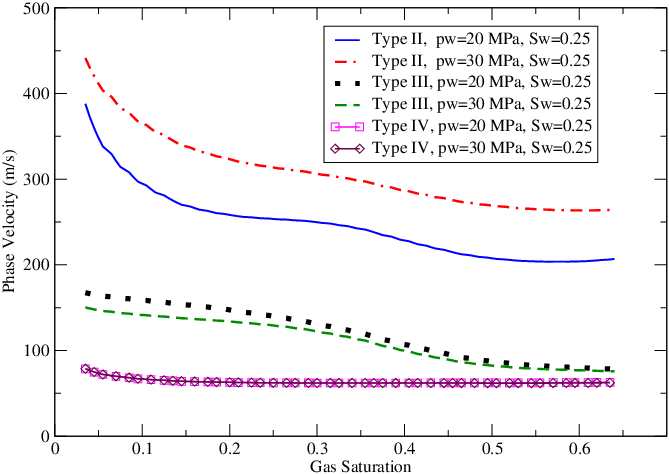 500
400
300
200
100
0
Phase Velocity (m/s)
Type II, pw=20 MPa, Sw=0.25
Type II, pw=30 MPa, Sw=0.25
Type III, pw=20 MPa, Sw=0.25
Type III, pw=30 MPa, Sw=0.25
Type IV, pw=20 MPa, Sw=0.25
Type IV, pw=30 MPa, Sw=0.25
0 0.1 0.2 0.3 0.4 0.5 0.6
Gas Saturation